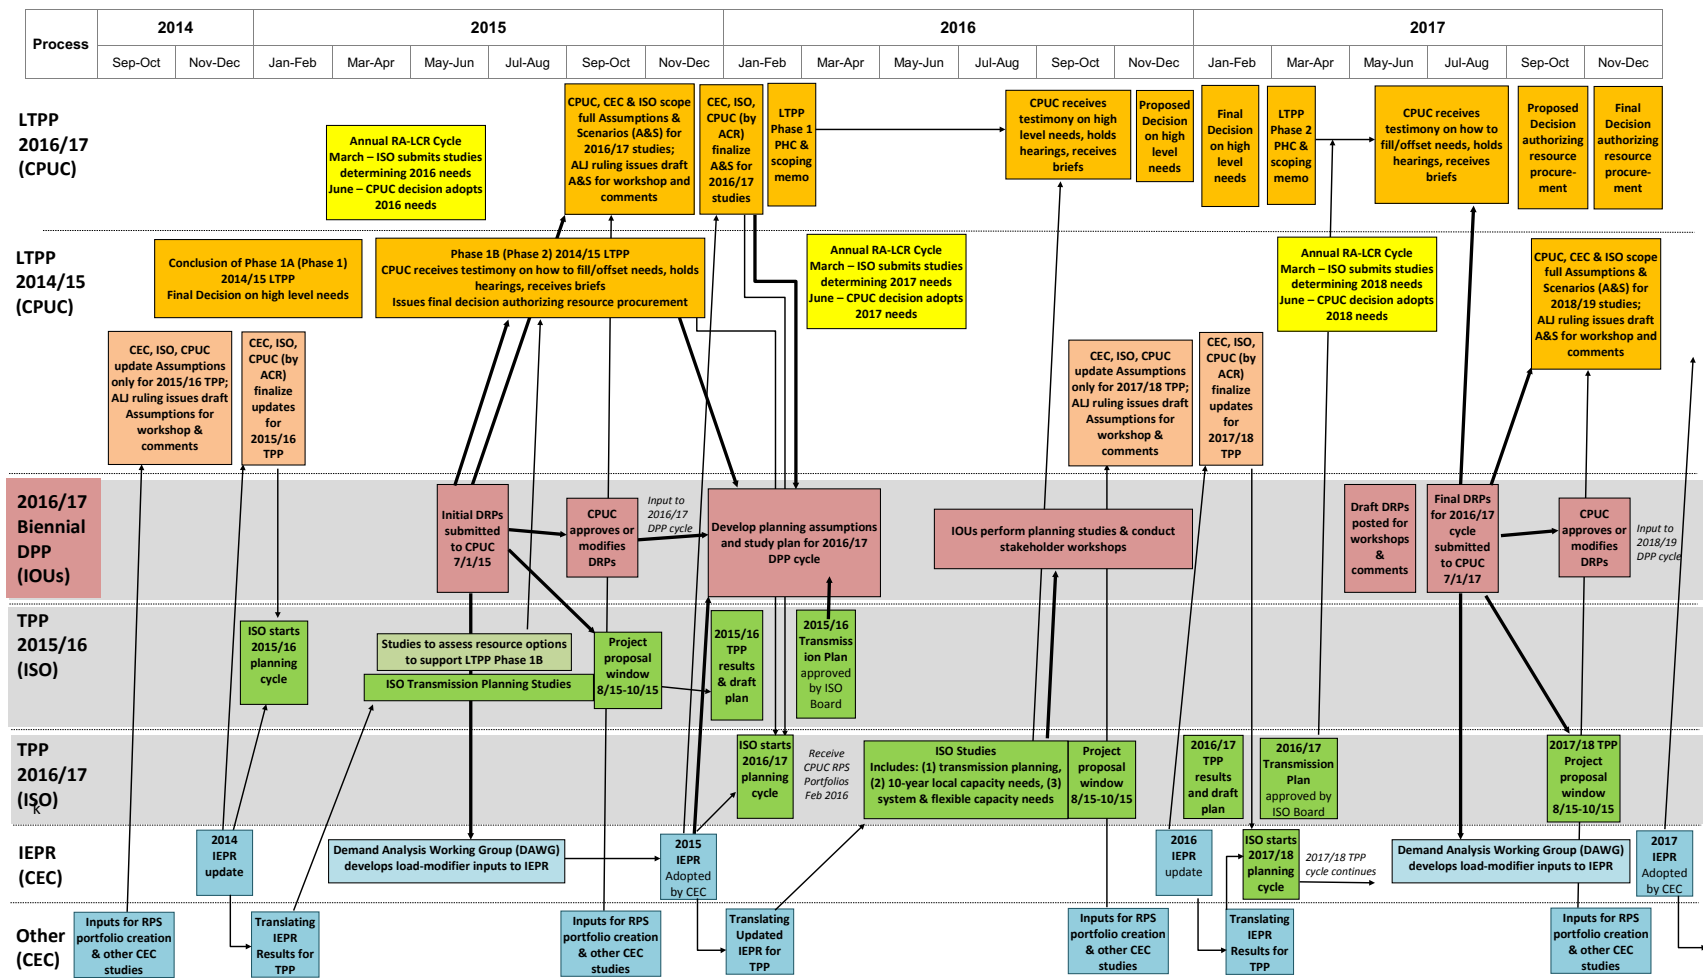 Process
2014
2015
2016
2017
Sep-Oct
Nov-Dec
Jan-Feb
Mar-Apr
May-Jun
Jul-Aug
Sep-Oct
Nov-Dec
Jan-Feb
Mar-Apr
May-Jun
Jul-Aug
Sep-Oct
Nov-Dec
Jan-Feb
Mar-Apr
May-Jun
Jul-Aug
Sep-Oct
Nov-Dec
LTPP
2016/17
(CPUC)
Annual RA-LCR Cycle
March – ISO submits studies
determining 2016 needs
June – CPUC decision adopts
2016 needs
CPUC, CEC & ISO scope
full Assumptions &
Scenarios (A&S) for
2016/17 studies;
ALJ ruling issues draft
A&S for workshop and
comments
CEC, ISO,
CPUC (by
ACR)
finalize
A&S for
2016/17
studies
LTPP
Phase 1
PHC &
scoping
memo
CPUC receives
testimony on high
level needs, holds
hearings, receives
briefs
Proposed
Decision
on high
level
needs
Final
Decision
on high
level
needs
LTPP
Phase 2
PHC &
scoping
memo
CPUC receives
testimony on how to
fill/offset needs, holds
hearings, receives
briefs
Proposed
Decision
authorizing
resource
procure-
ment
Final
Decision
authorizing
resource
procure-
ment
LTPP
2014/15
(CPUC)
Conclusion of Phase 1A (Phase 1)
2014/15 LTPP
Final Decision on high level needs
Phase 1B (Phase 2) 2014/15 LTPP
CPUC receives testimony on how to fill/offset needs, holds
hearings, receives briefs
Issues final decision authorizing resource procurement
Annual RA-LCR Cycle
March – ISO submits studies
determining 2017 needs
June – CPUC decision adopts
2017 needs
Annual RA-LCR Cycle
March – ISO submits studies
determining 2018 needs
June – CPUC decision adopts
2018 needs
CPUC, CEC & ISO scope
full Assumptions &
Scenarios (A&S) for
2018/19 studies;
ALJ ruling issues draft
A&S for workshop and
comments
CEC, ISO, CPUC
update Assumptions
only for 2015/16 TPP;
ALJ ruling issues draft
Assumptions for
workshop &
comments
CEC, ISO,
CPUC (by
ACR)
finalize
updates
for
2015/16
TPP
CEC, ISO, CPUC
update Assumptions
only for 2017/18 TPP;
ALJ ruling issues draft
Assumptions for
workshop &
comments
CEC, ISO,
CPUC (by
ACR)
finalize
updates
for
2017/18
TPP
2016/17
Biennial
DPP
(IOUs)
Initial DRPs
submitted
to CPUC
7/1/15
CPUC
approves or
modifies
DRPs
Input to
2016/17
DPP cycle
Develop planning assumptions
and study plan for 2016/17
DPP cycle
IOUs perform planning studies & conduct
stakeholder workshops
Draft DRPs
posted for
workshops
&
comments
Final DRPs
for 2016/17
cycle
submitted
to CPUC
7/1/17
CPUC
approves or
modifies
DRPs
Input to
2018/19
DPP cycle
TPP
2015/16
(ISO)
ISO starts
2015/16
planning
cycle
Studies to assess resource options
to support LTPP Phase 1B
ISO Transmission Planning Studies
Project
proposal
window
8/15-10/15
2015/16
TPP
results
& draft
plan
2015/16
Transmiss
ion Plan
approved
by ISO
Board
TPP
2016/17
(ISO)
k
ISO starts
2016/17
planning
cycle
Receive
CPUC RPS
Portfolios
Feb 2016
ISO Studies
Includes: (1) transmission planning,
(2) 10-year local capacity needs, (3)
system & flexible capacity needs
Project
proposal
window
8/15-10/15
2016/17
TPP
results
and draft
plan
2016/17
Transmission
Plan
approved by
ISO Board
2017/18 TPP
Project
proposal
window
8/15-10/15
IEPR
(CEC)
2014
IEPR
update
Demand Analysis Working Group (DAWG)
develops load-modifier inputs to IEPR
2015
IEPR
Adopted
by CEC
2016
IEPR
update
ISO starts
2017/18
planning
cycle
2017/18 TPP
cycle continues
Demand Analysis Working Group (DAWG)
develops load-modifier inputs to IEPR
2017
IEPR
Adopted
by CEC
Other
(CEC)
Inputs for RPS
portfolio creation
& other CEC
studies
Translating
IEPR
Results for
TPP
Inputs for RPS
portfolio creation
& other CEC
studies
Translating
Updated
IEPR for
TPP
Inputs for RPS
portfolio creation
& other CEC
studies
Translating
IEPR
Results for
TPP
Inputs for RPS
portfolio creation
& other CEC
studies